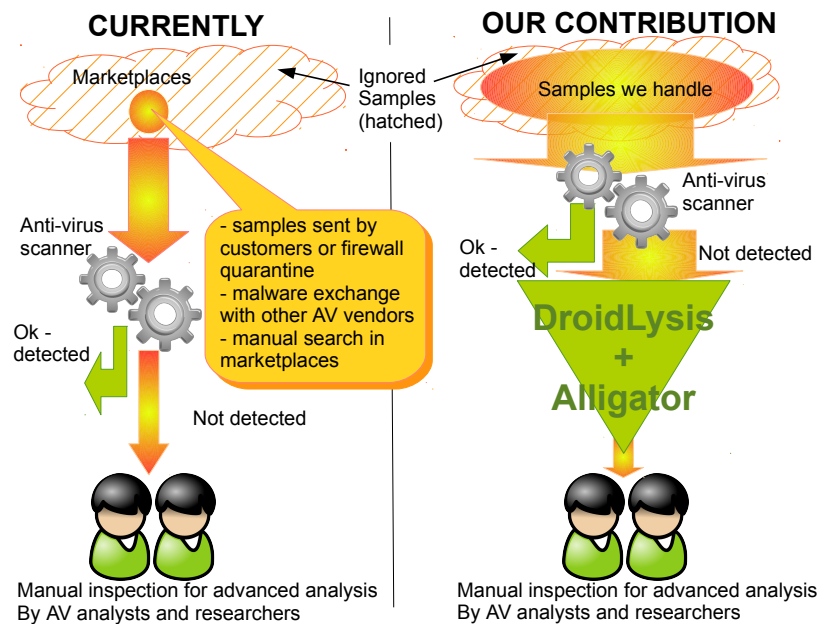 CURRENTLY
Marketplaces
Ignored
Samples
(hatched)
Anti-virus
scanner
- samples sent by
customers or firewall
quarantine
- malware exchange
with other AV vendors
- manual search in
marketplaces
Ok -
detected
Not detected
Manual inspection for advanced analysis
By AV analysts and researchers
OUR CONTRIBUTION
Samples we handle
Anti-virus
scanner
Ok -
detected
Not detected
DroidLysis
+
Alligator
Manual inspection for advanced analysis
By AV analysts and researchers